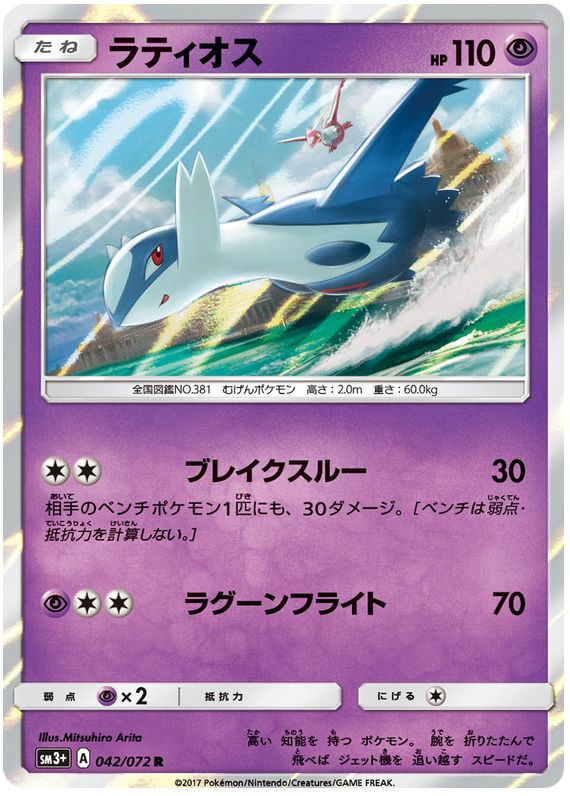 たね ラティオス HP 110
全国図鑑NO.381 むげんポケモン 高さ：2.0m 重さ：60.0kg
ブレイクスルー 30
相手のベンチポケモン1匹にも、30ダメージ。［ベンチは弱点・
抵抗力を計算しない。］
ラグーンフライト 70
弱点 ×2 抵抗力 にげる
Illus.Mitsuhiro Arita
高い 知能を 持つ ポケモン。 腕を 折りたたんで
飛べば ジェット機を 追い越す スピードだ。
SM3+ A 042/072 R
©2017 Pokémon/Nintendo/Creatures/GAME FREAK.